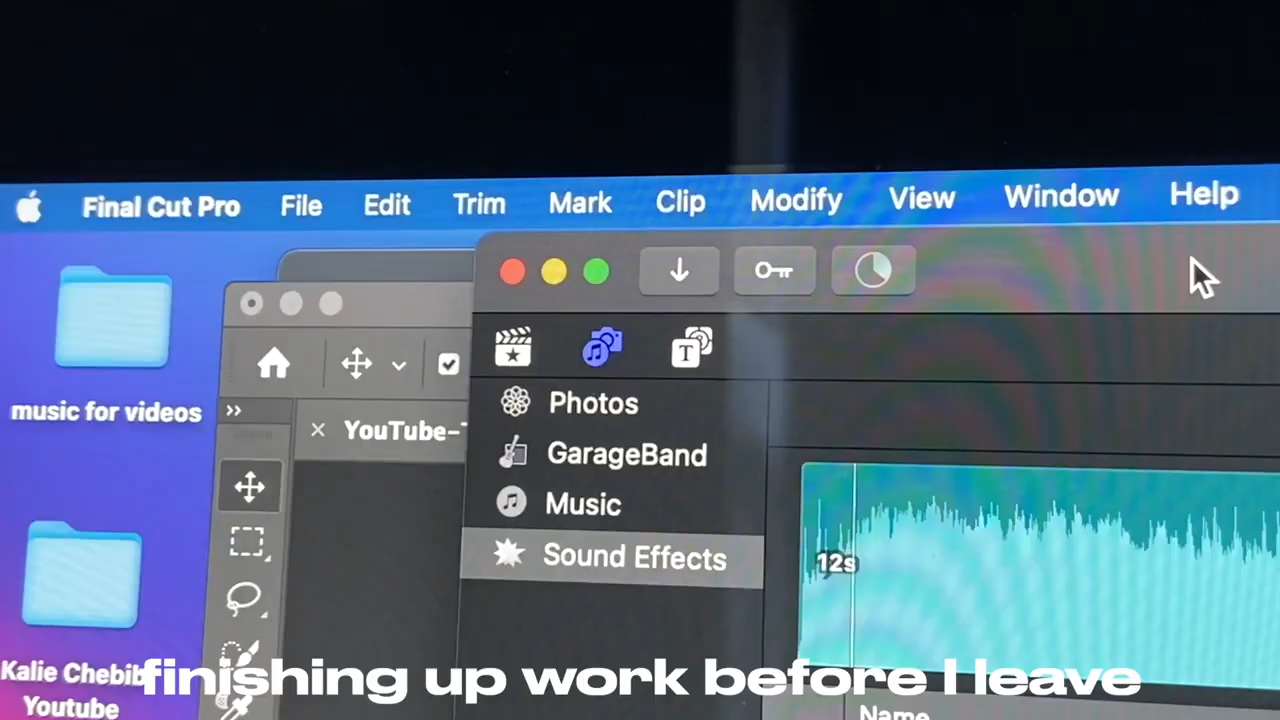 Final Cut Pro File Edit Trim Mark Clip Modify View Window Help
music for videos
YouTube-
T
Photos
GarageBand
Music
Sound Effects
12s
Kalie Chebib
Youtube
finishing up work before I leave
Name